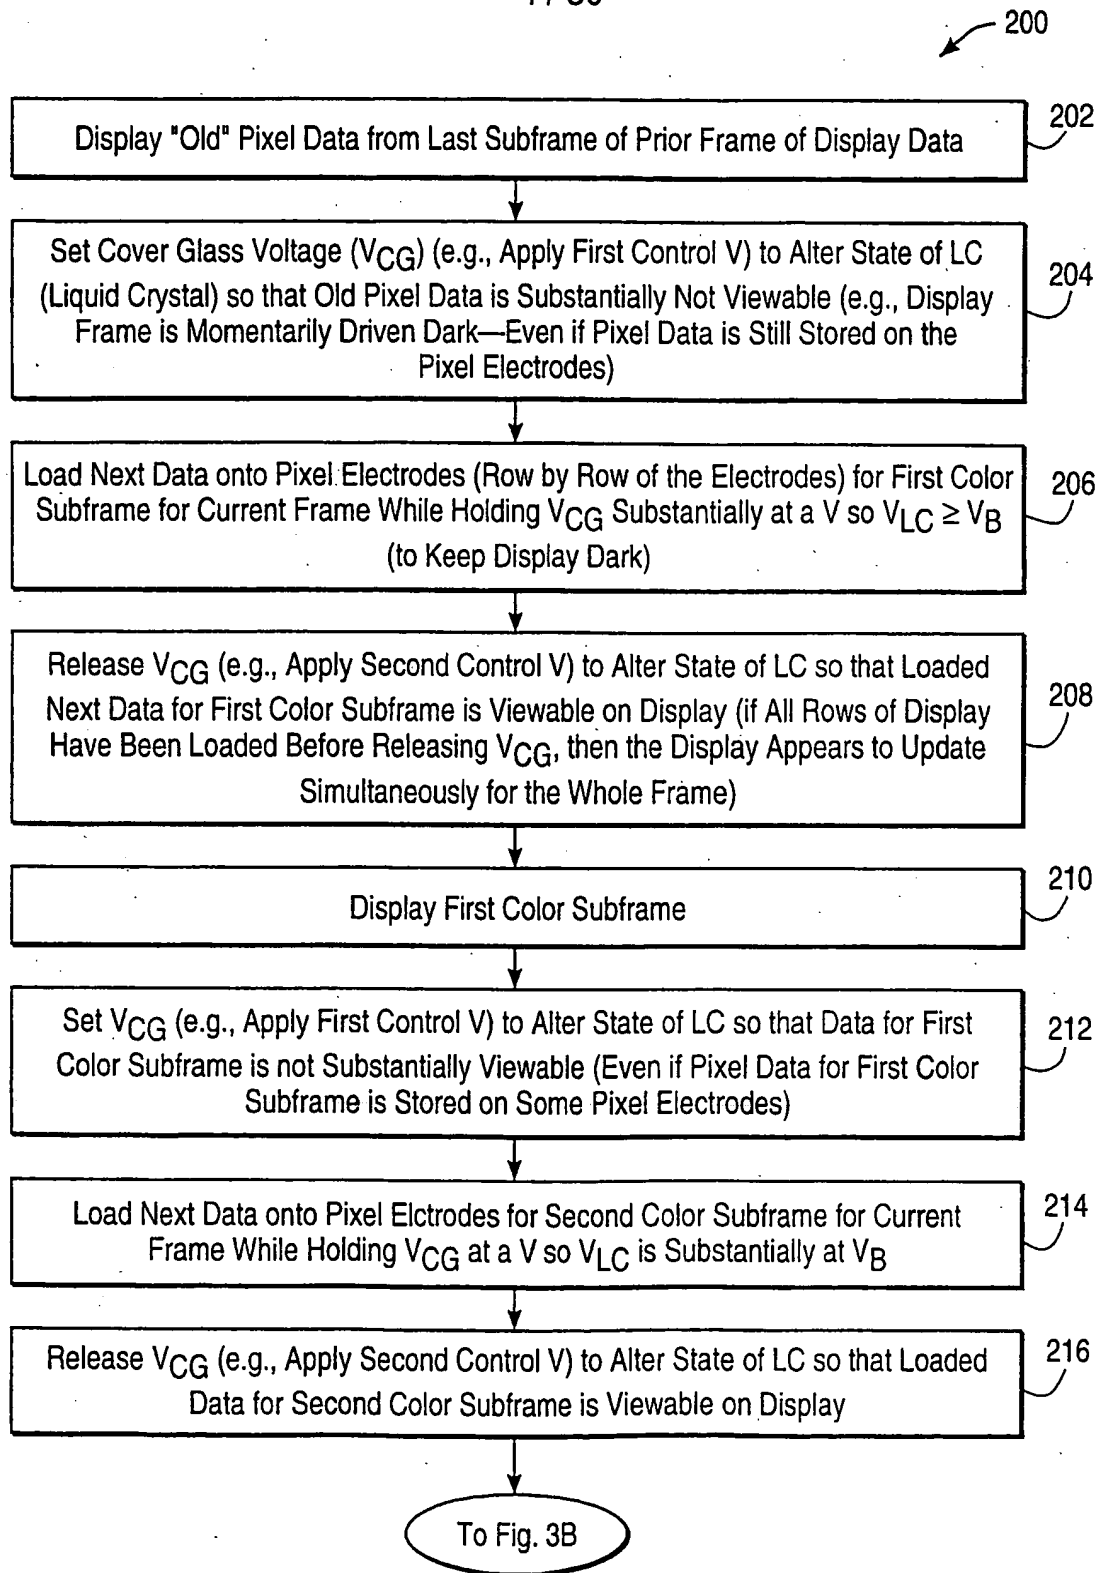 200
Display "Old" Pixel Data from Last Subframe of Prior Frame of Display Data
202
Set Cover Glass Voltage (VCG) (e.g., Apply First Control V) to Alter State of LC
(Liquid Crystal) so that Old Pixel Data is Substantially Not Viewable (e.g., Display
Frame is Momentarily Driven Dark—Even if Pixel Data is Still Stored on the
Pixel Electrodes)
204
Load Next Data onto Pixel Electrodes (Row by Row of the Electrodes) for First Color
Subframe for Current Frame While Holding VCG Substantially at a V so VLC ≥ VB
(to Keep Display Dark)
206
Release VCG (e.g., Apply Second Control V) to Alter State of LC so that Loaded
Next Data for First Color Subframe is Viewable on Display (if All Rows of Display
Have Been Loaded Before Releasing VCG, then the Display Appears to Update
Simultaneously for the Whole Frame)
208
Display First Color Subframe
210
Set VCG (e.g., Apply First Control V) to Alter State of LC so that Data for First
Color Subframe is not Substantially Viewable (Even if Pixel Data for First Color
Subframe is Stored on Some Pixel Electrodes)
212
Load Next Data onto Pixel Elctrodes for Second Color Subframe for Current
Frame While Holding VCG at a V so VLC is Substantially at VB
214
Release VCG (e.g., Apply Second Control V) to Alter State of LC so that Loaded
Data for Second Color Subframe is Viewable on Display
216
To Fig. 3B